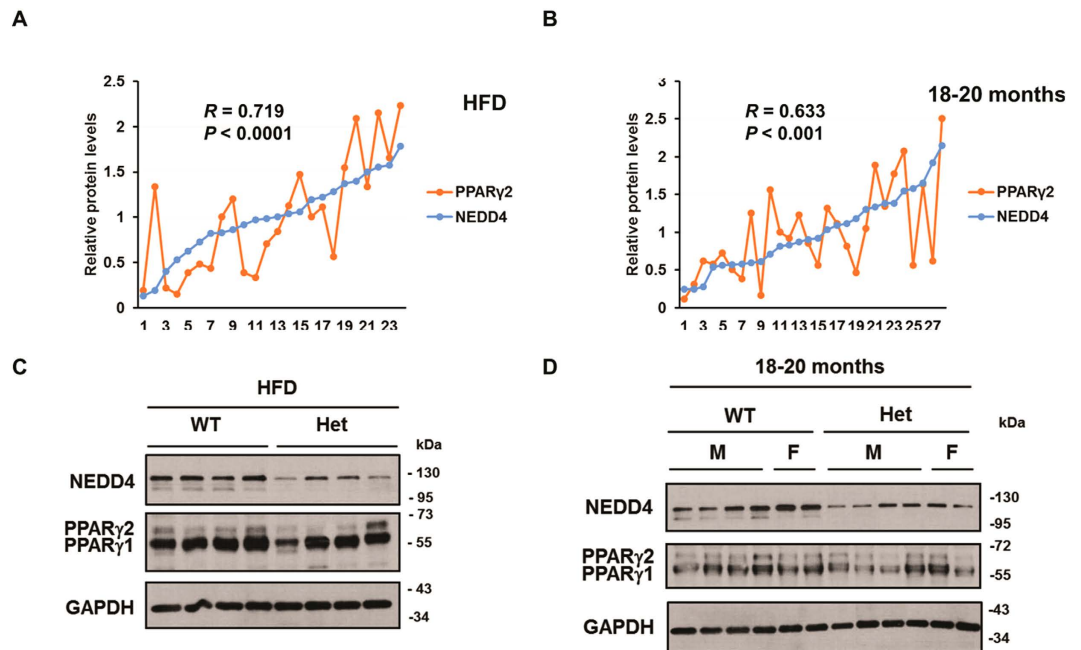 A
B
2.5
2
1.5
1
0.5
0
Relative protein levels
R = 0.719
P < 0.0001
HFD
PPARγ2
NEDD4
1 3 5 7 9 11 13 15 17 19 21 23
3
2.5
2
1.5
1
0.5
0
Relative portein levels
R = 0.633
P < 0.001
18-20 months
PPARγ2
NEDD4
1 3 5 7 9 11 13 15 17 19 21 23 25 27
C
HFD
WT Het
kDa
NEDD4
- 130
- 95
PPARγ2
PPARγ1
- 73
- 55
GAPDH
- 43
- 34
D
18-20 months
WT Het
kDa
M F M F
NEDD4
-130
-95
PPARγ2
PPARγ1
-72
-55
GAPDH
-43
-34